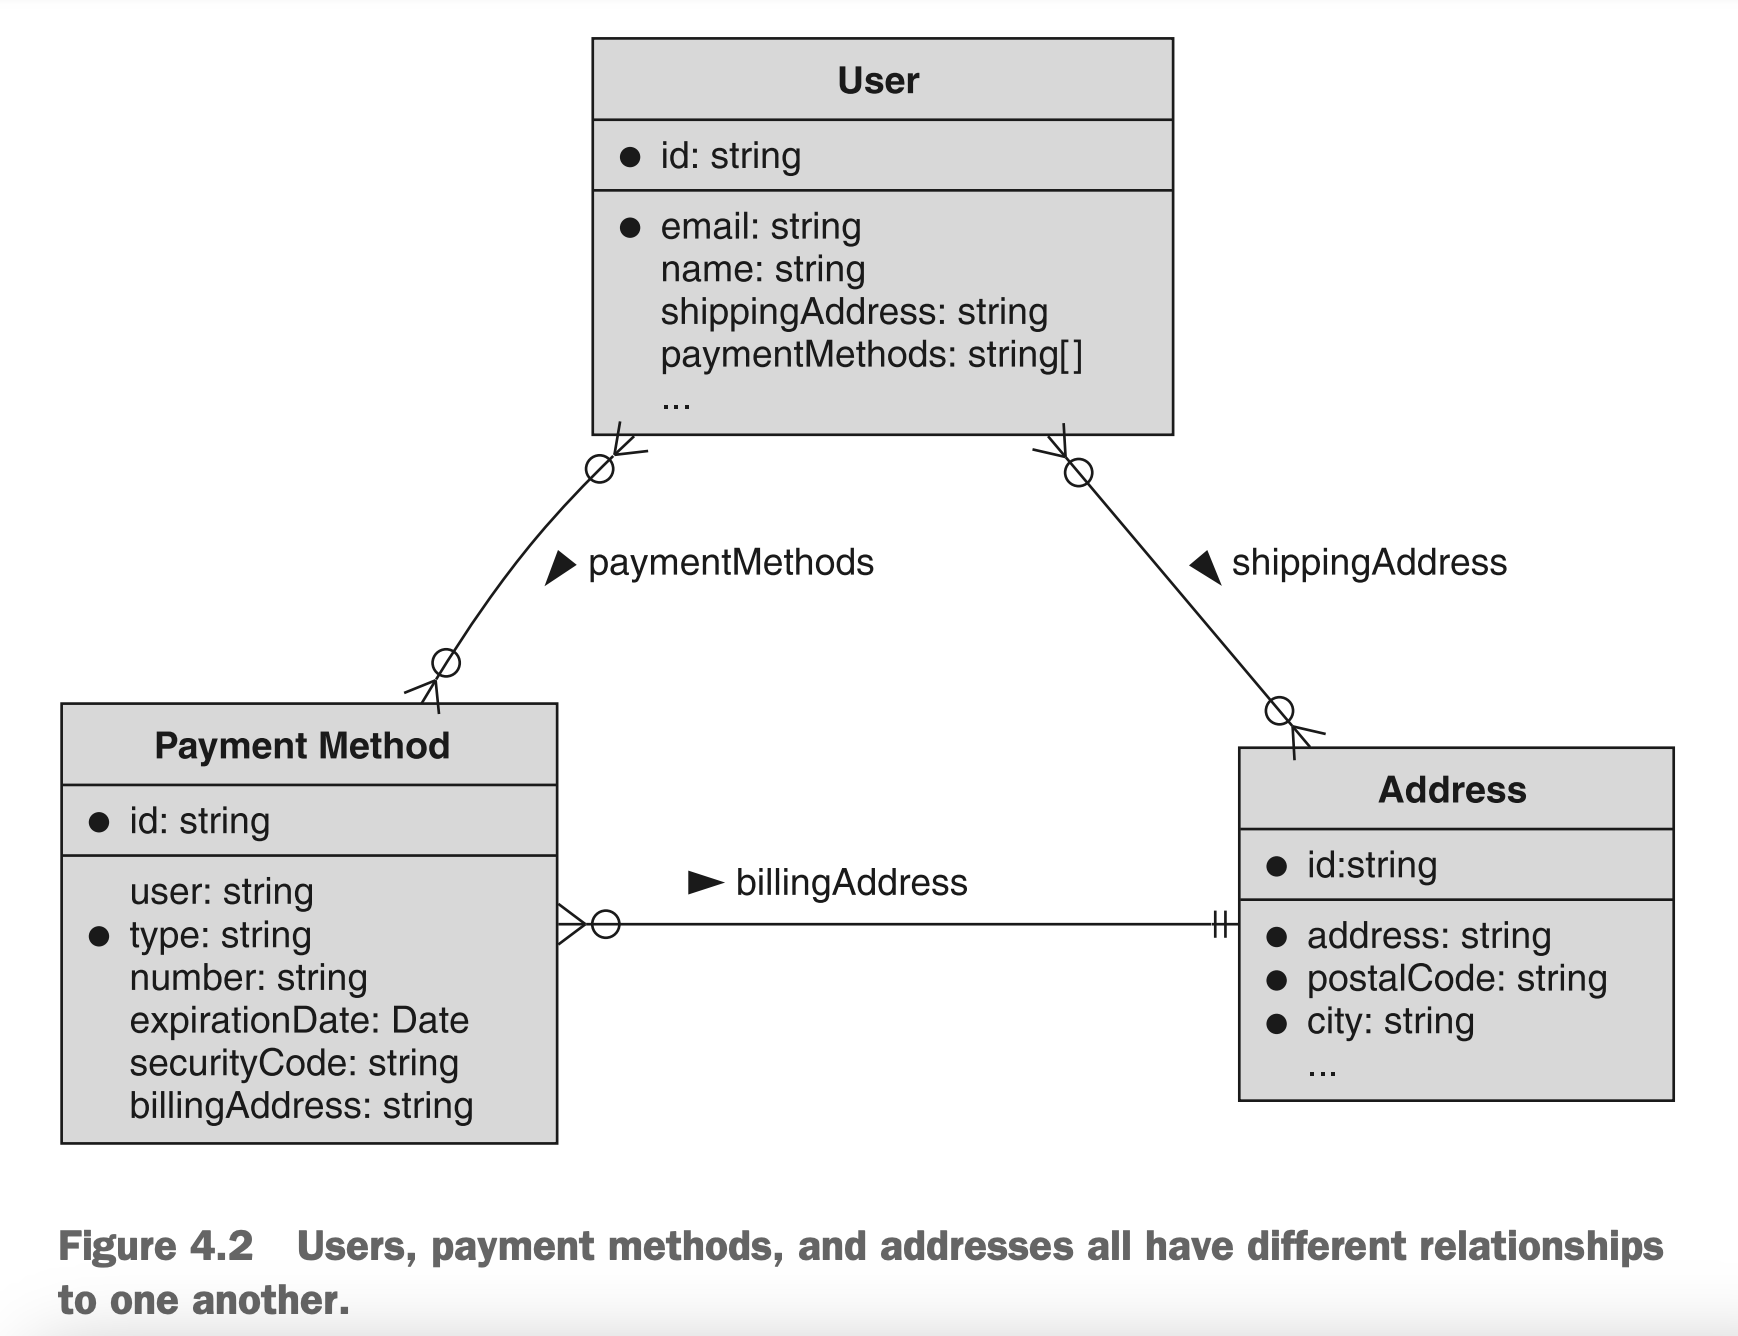 User
● id: string
● email: string
name: string
shippingAddress: string
paymentMethods: string[]
...
paymentMethods
shippingAddress
Payment Method
● id: string
user: string
● type: string
number: string
expirationDate: Date
securityCode: string
billingAddress: string
billingAddress
Address
● id:string
● address: string
● postalCode: string
● city: string
...
Figure 4.2 Users, payment methods, and addresses all have different relationships
to one another.